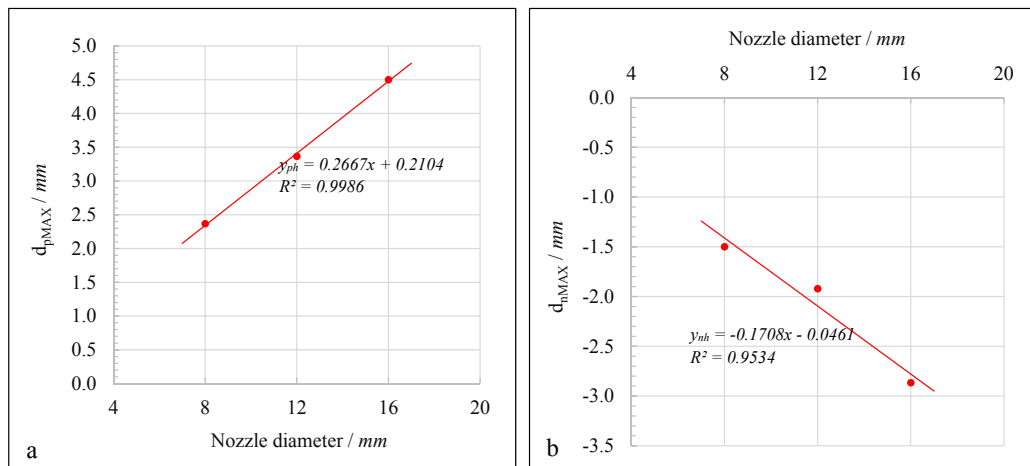 5.0
4.5
4.0
3.5
3.0
2.5
2.0
1.5
1.0
0.5
0.0
d_pMAX / mm
y_ph = 0.2667x + 0.2104
R² = 0.9986
4 8 12 16 20
Nozzle diameter / mm
a
Nozzle diameter / mm
4 8 12 16 20
0.0
-0.5
-1.0
-1.5
-2.0
-2.5
-3.0
-3.5
d_nMAX / mm
y_nh = -0.1708x - 0.0461
R² = 0.9534
b